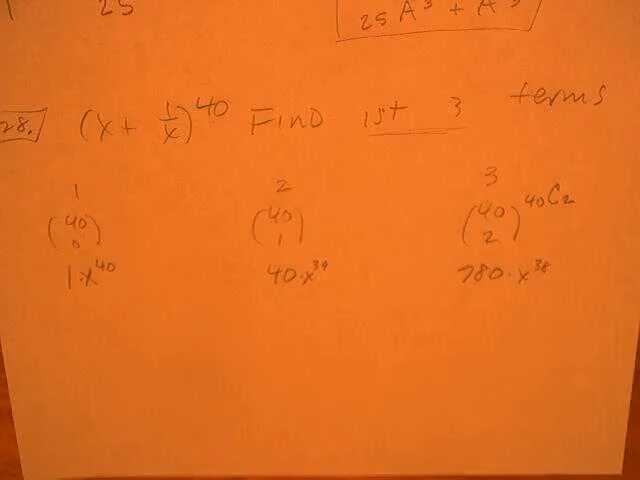 25
25 A³ + A
28. (x + 1/x)⁴⁰ FIND 1st 3 terms
1 2 3
(40 0) (40 1) (40 2) ₄₀C₂
1·x⁴⁰ 40·x³⁹ 780·x³⁸